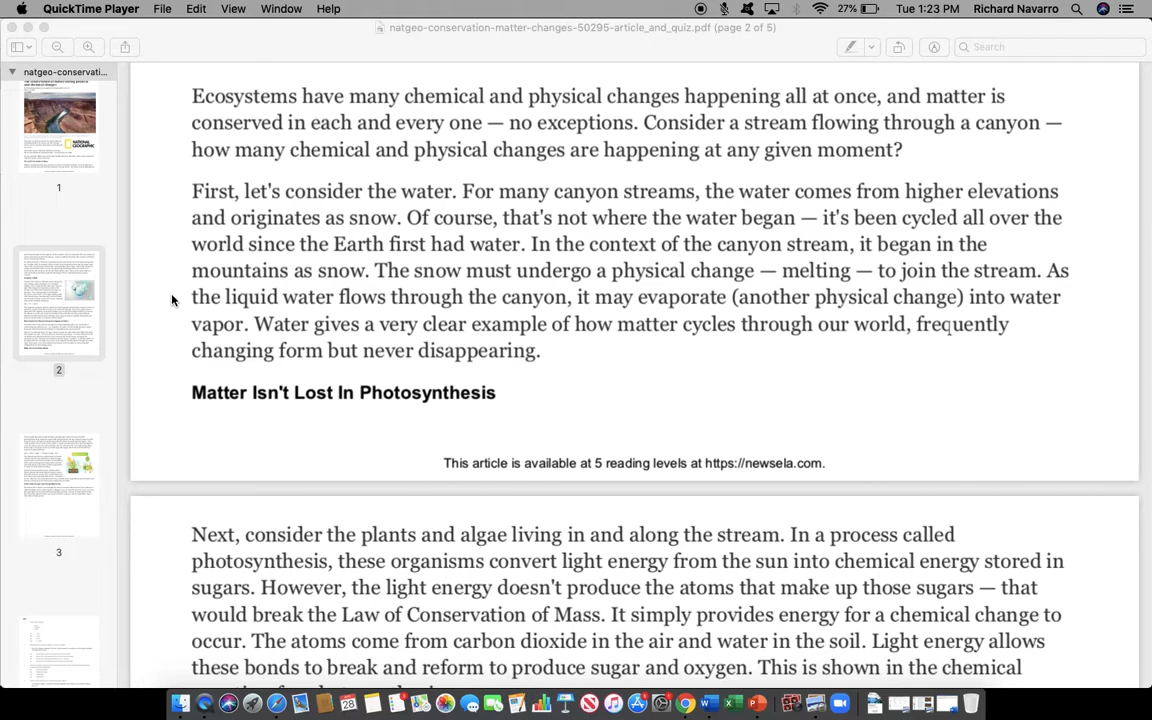 QuickTime Player File Edit View Window Help 27% Tue 1:23 PM Richard Navarro
natgeo-conservation-matter-changes-50295-article_and_quiz.pdf (page 2 of 5)
Search
natgeo-conservati...
NATIONAL GEOGRAPHIC
1
2
3
Ecosystems have many chemical and physical changes happening all at once, and matter is
conserved in each and every one — no exceptions. Consider a stream flowing through a canyon —
how many chemical and physical changes are happening at any given moment?
First, let's consider the water. For many canyon streams, the water comes from higher elevations
and originates as snow. Of course, that's not where the water began — it's been cycled all over the
world since the Earth first had water. In the context of the canyon stream, it began in the
mountains as snow. The snow must undergo a physical change — melting — to join the stream. As
the liquid water flows through the canyon, it may evaporate (another physical change) into water
vapor. Water gives a very clear example of how matter cycles through our world, frequently
changing form but never disappearing.
Matter Isn't Lost In Photosynthesis
This article is available at 5 reading levels at https://newsela.com.
Next, consider the plants and algae living in and along the stream. In a process called
photosynthesis, these organisms convert light energy from the sun into chemical energy stored in
sugars. However, the light energy doesn't produce the atoms that make up those sugars — that
would break the Law of Conservation of Mass. It simply provides energy for a chemical change to
occur. The atoms come from carbon dioxide in the air and water in the soil. Light energy allows
these bonds to break and reform to produce sugar and oxygen. This is shown in the chemical
28